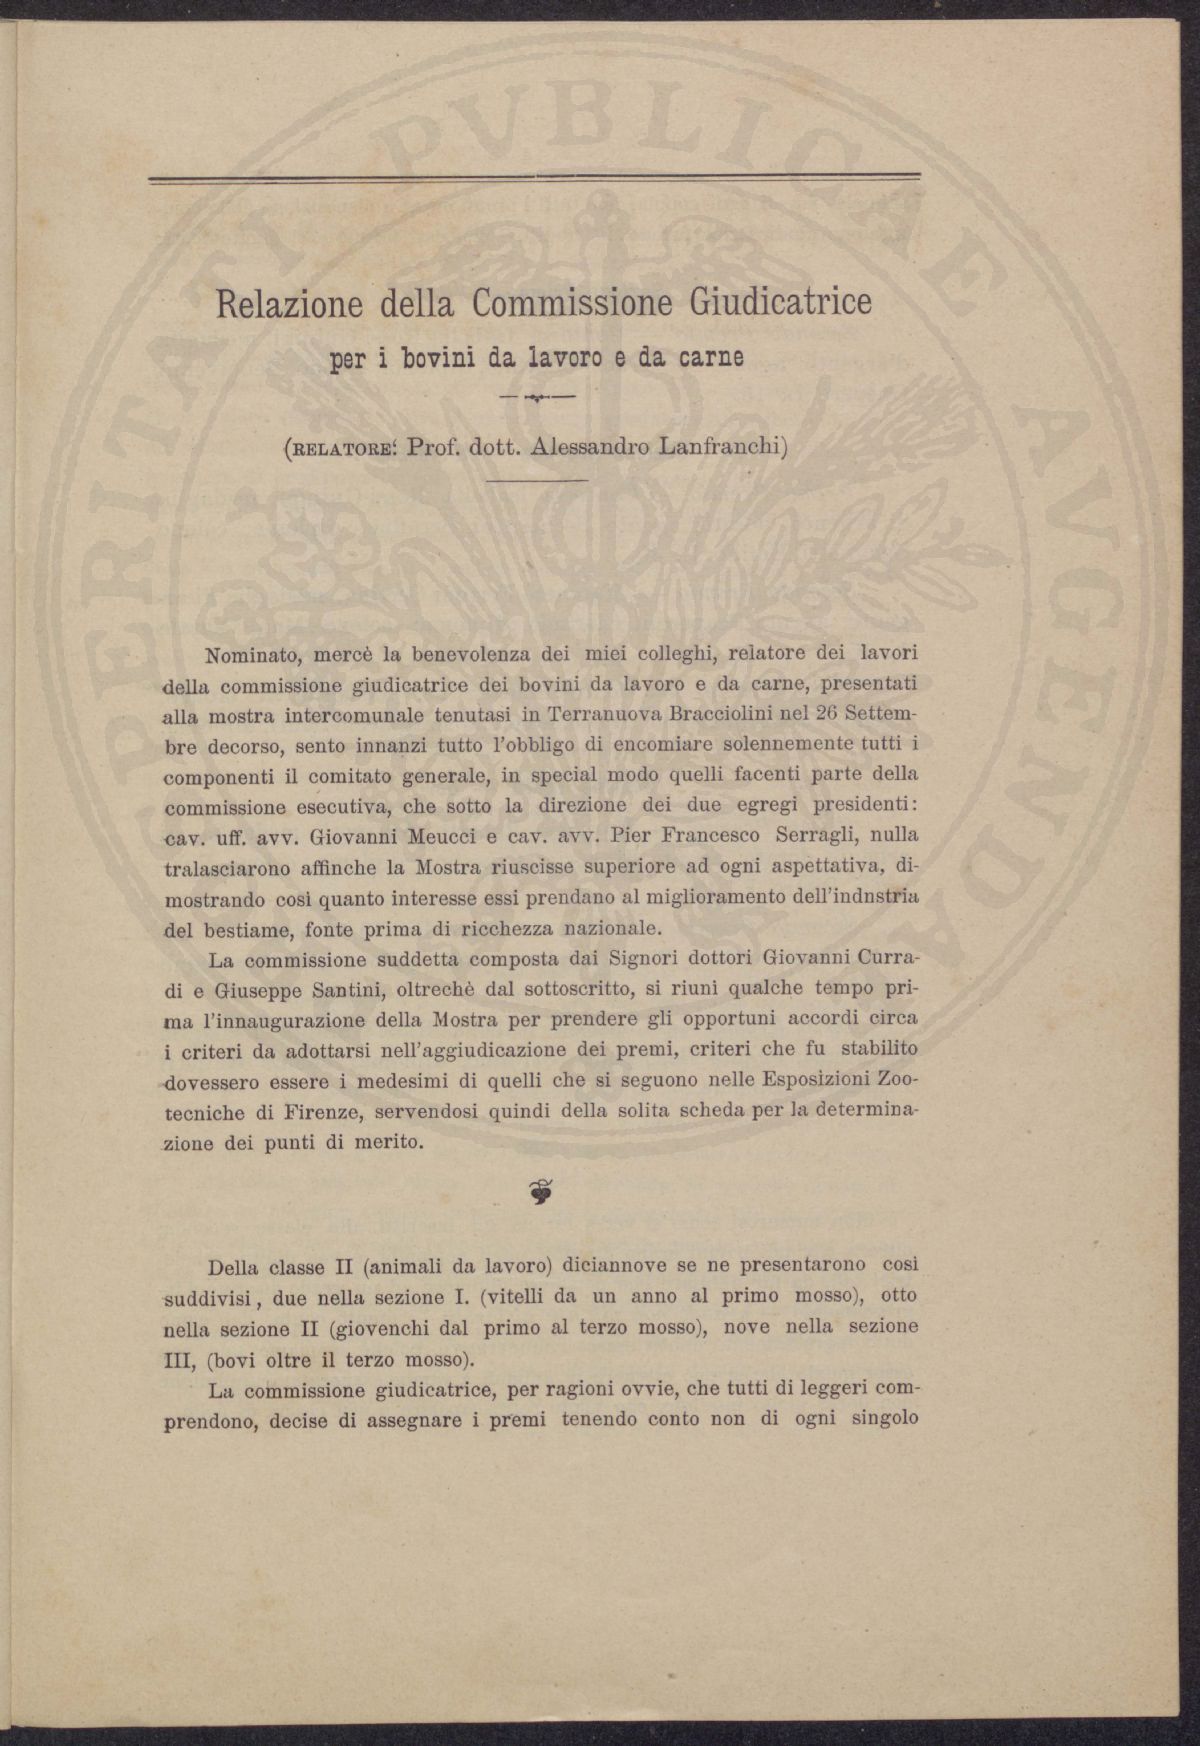 PROSPERITATI PVBLICAE AVGENDAE
Relazione della Commissione Giudicatrice
per i bovini da lavoro e da carne
(RELATORE: Prof. dott. Alessandro Lanfranchi)
Nominato, mercè la benevolenza dei miei colleghi, relatore dei lavori
della commissione giudicatrice dei bovini da lavoro e da carne, presentati
alla mostra intercomunale tenutasi in Terranuova Bracciolini nel 26 Settem-
bre decorso, sento innanzi tutto l'obbligo di encomiare solennemente tutti i
componenti il comitato generale, in special modo quelli facenti parte della
commissione esecutiva, che sotto la direzione dei due egregi presidenti:
cav. uff. avv. Giovanni Meucci e cav. avv. Pier Francesco Serragli, nulla
tralasciarono affinche la Mostra riuscisse superiore ad ogni aspettativa, di-
mostrando così quanto interesse essi prendano al miglioramento dell'indnstria
del bestiame, fonte prima di ricchezza nazionale.
La commissione suddetta composta dai Signori dottori Giovanni Curra-
di e Giuseppe Santini, oltrechè dal sottoscritto, si riunì qualche tempo pri-
ma l'innaugurazione della Mostra per prendere gli opportuni accordi circa
i criteri da adottarsi nell'aggiudicazione dei premi, criteri che fu stabilito
dovessero essere i medesimi di quelli che si seguono nelle Esposizioni Zoo-
tecniche di Firenze, servendosi quindi della solita scheda per la determina-
zione dei punti di merito.
Della classe II (animali da lavoro) diciannove se ne presentarono così
suddivisi, due nella sezione I. (vitelli da un anno al primo mosso), otto
nella sezione II (giovenchi dal primo al terzo mosso), nove nella sezione
III, (bovi oltre il terzo mosso).
La commissione giudicatrice, per ragioni ovvie, che tutti di leggeri com-
prendono, decise di assegnare i premi tenendo conto non di ogni singolo